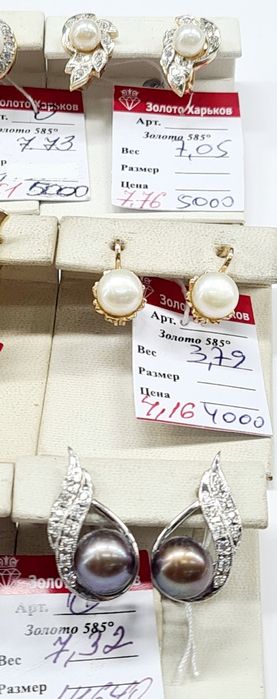 Золото Харьков
Золото 585°
7,73
5000
Золото Харьков
Арт.
Золото 585°
Вес 7,05
Размер
Цена
7.76 5000
Арт.
Золото 585°
Вес 3,79
Размер
Цена
4,16 4000
Арт.
Золото 585°
Вес 7,32
Размер